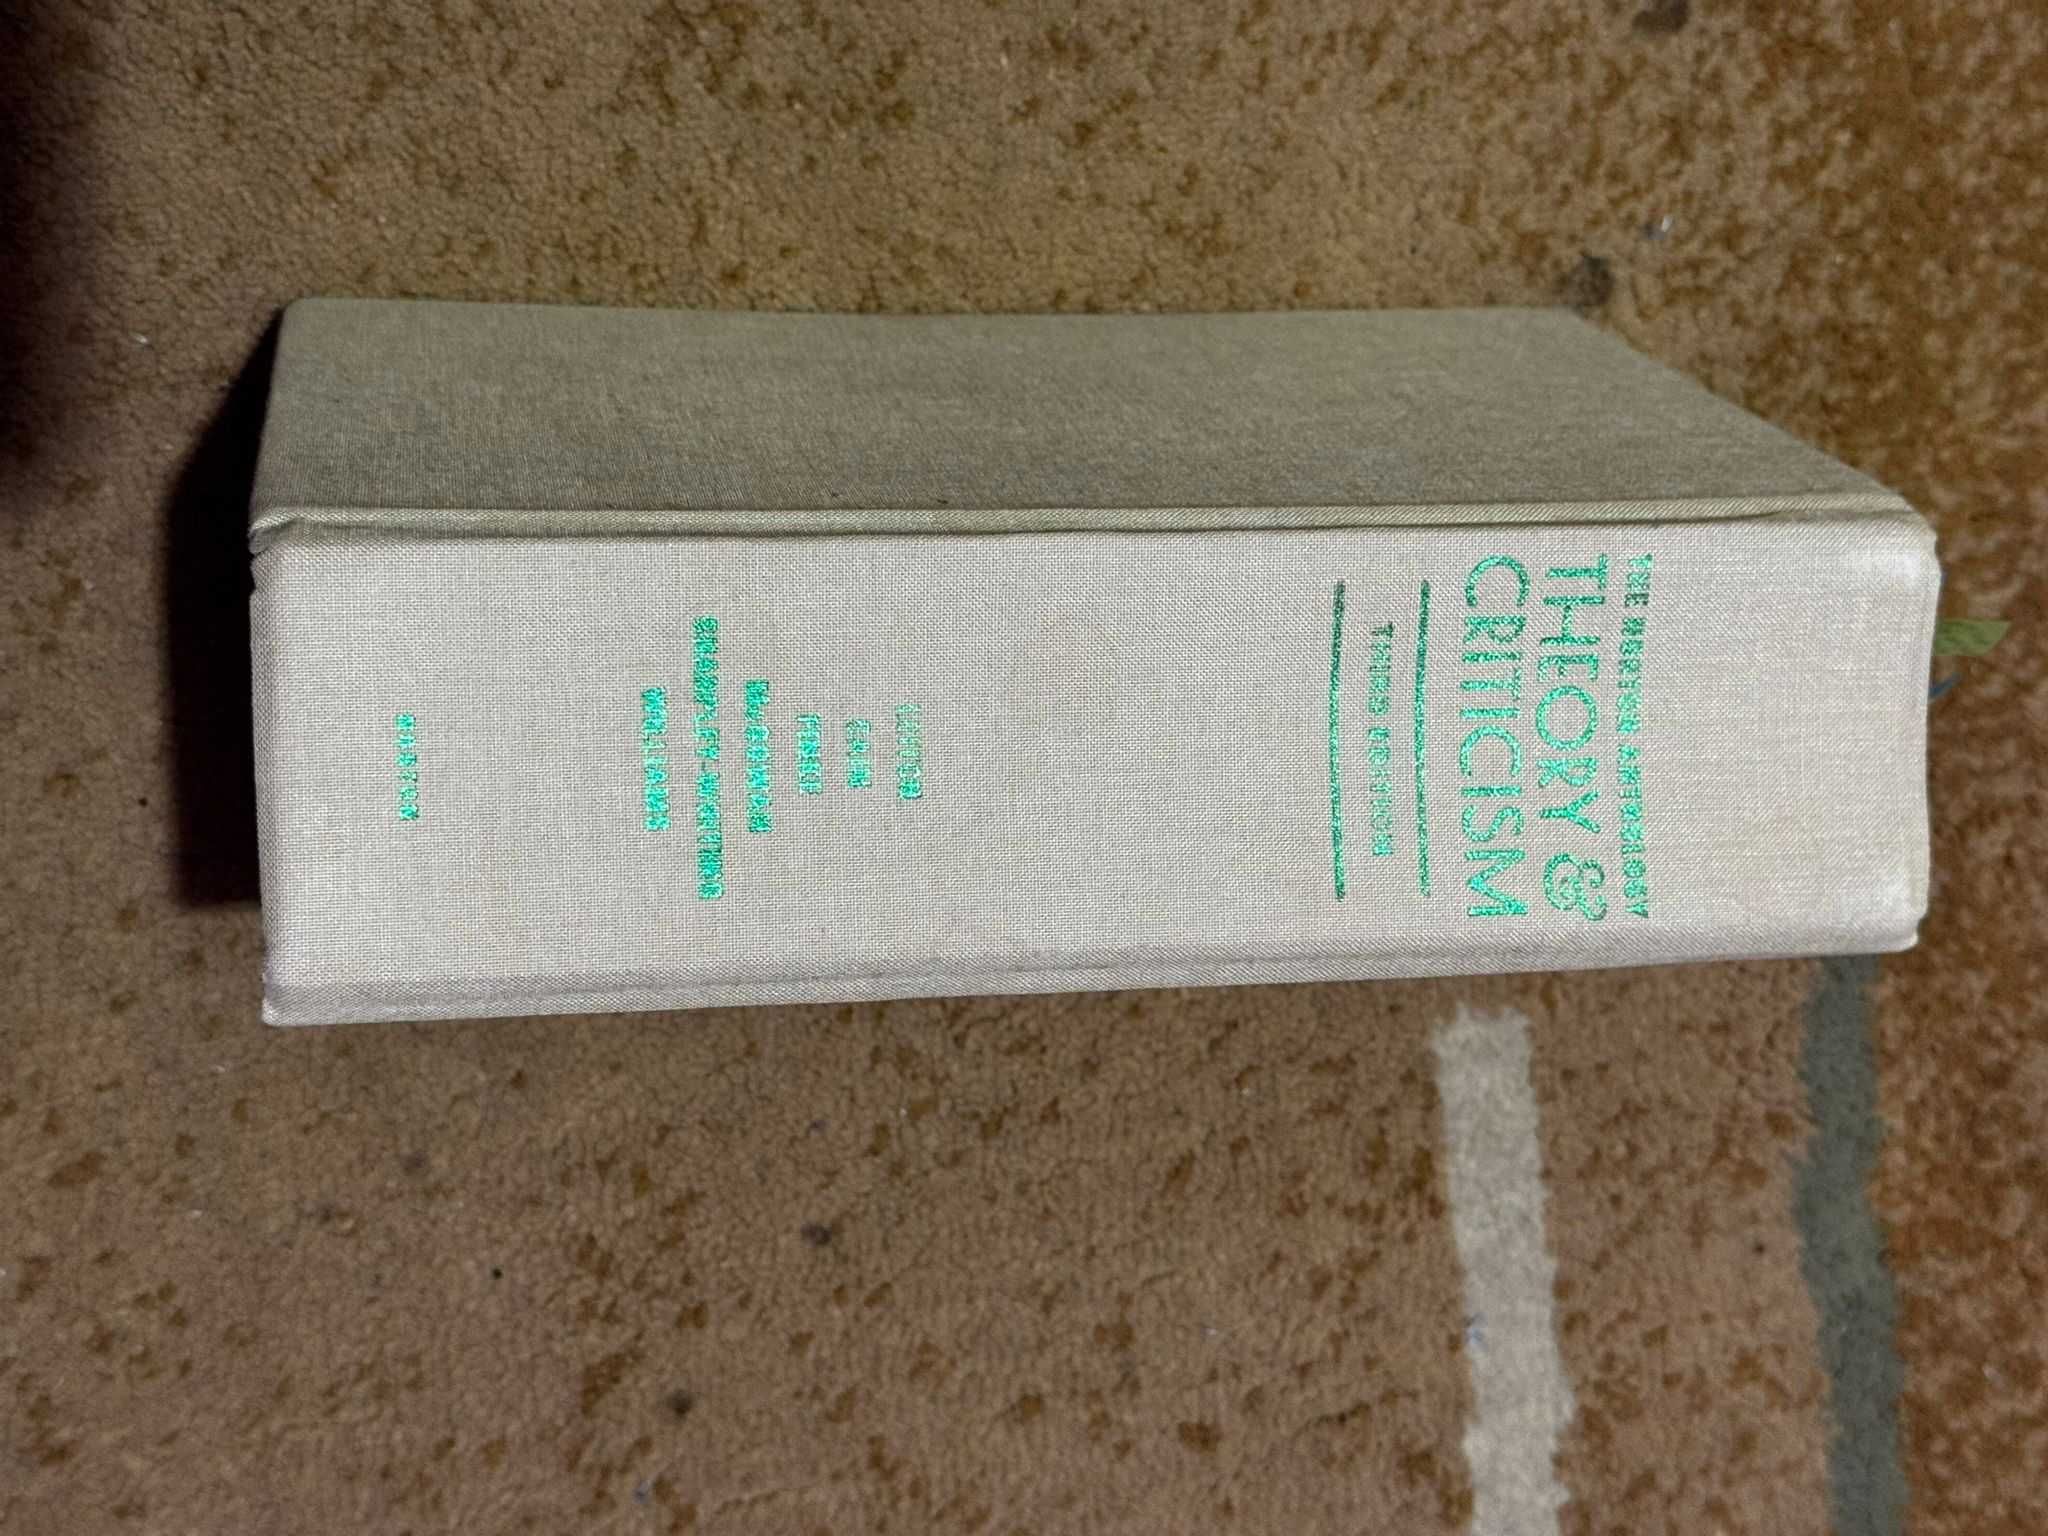 THE NORTON ANTHOLOGY
THEORY &
CRITICISM
THIRD EDITION
LEITCH
CAIN
FINKE
McGOWAN
SHARPLEY-WHITING
WILLIAMS
NORTON